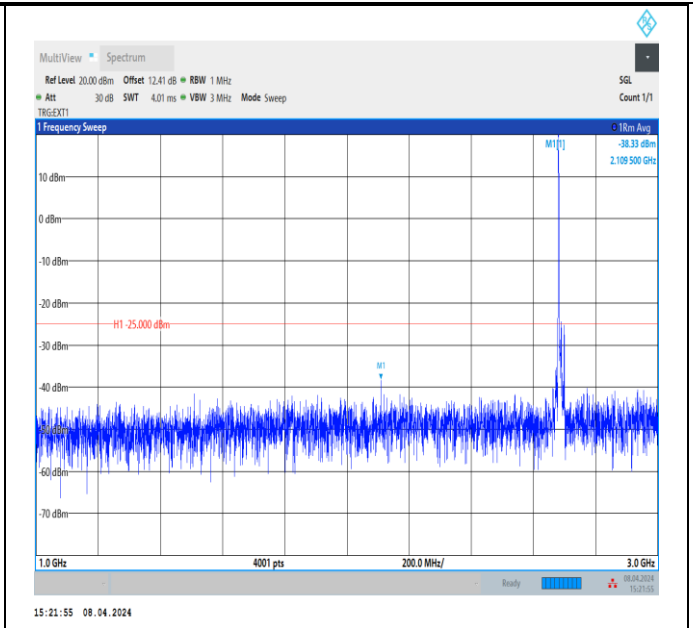 MultiView Spectrum
Ref Level 20.00 dBm Offset 12.41 dB RBW 1 MHz SGL
Att 30 dB SWT 4.01 ms VBW 3 MHz Mode Sweep Count 1/1
TRG:EXT1
1 Frequency Sweep 1Rm Avg
M1[1] -38.33 dBm
2.109 500 GHz
10 dBm
0 dBm
-10 dBm
-20 dBm
H1 -25.000 dBm
-30 dBm
M1
-40 dBm
-50 dBm
-60 dBm
-70 dBm
1.0 GHz 4001 pts 200.0 MHz/ 3.0 GHz
Ready 08.04.2024
15:21:55
15:21:55 08.04.2024